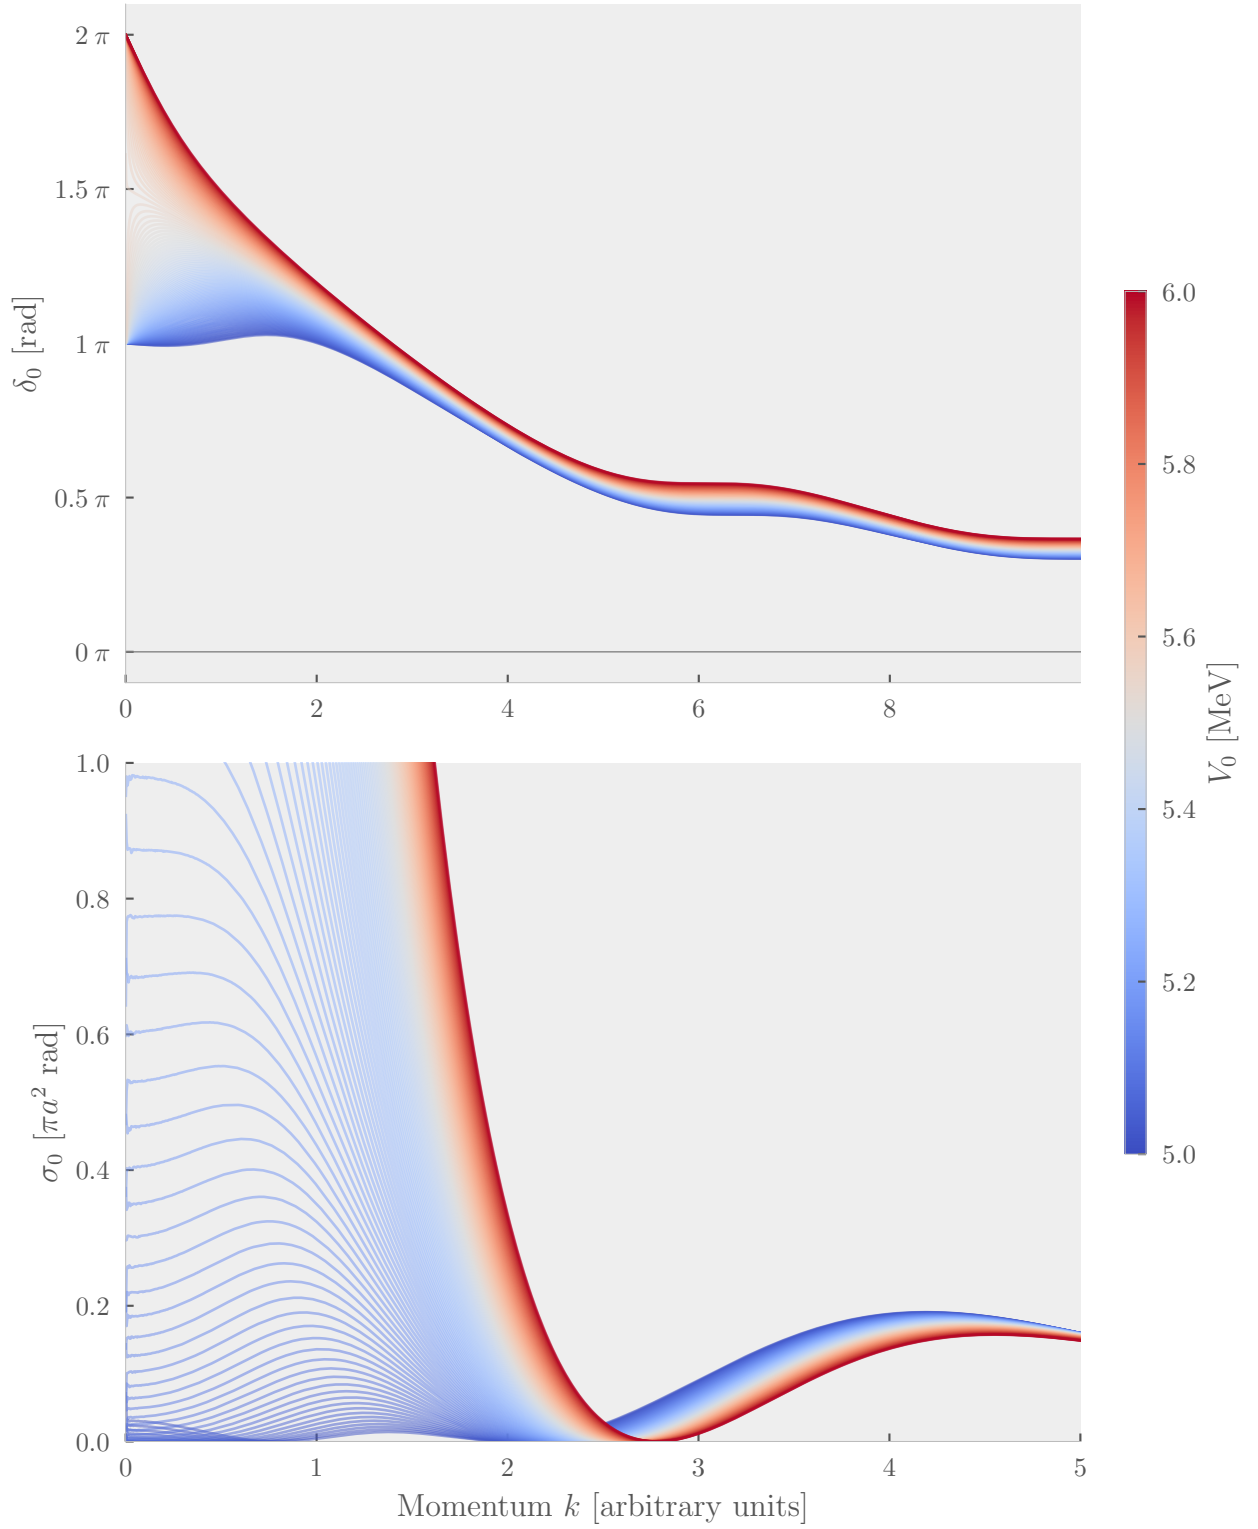 2 π
1.5 π
1 π
0.5 π
0 π
δ₀ [rad]
0 2 4 6 8
1.0
0.8
0.6
0.4
0.2
0.0
σ₀ [πa² rad]
0 1 2 3 4 5
Momentum k [arbitrary units]
6.0
5.8
5.6
5.4
5.2
5.0
V₀ [MeV]